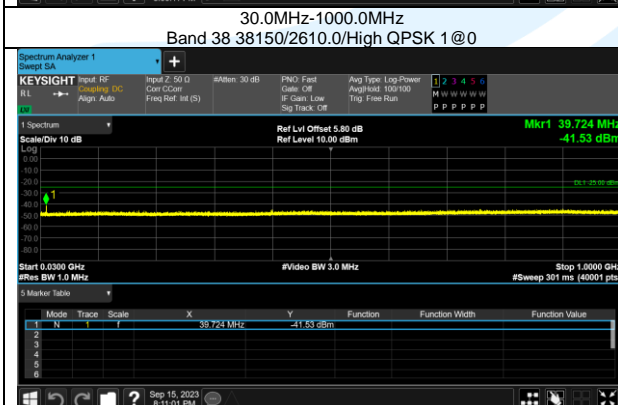 30.0MHz-1000.0MHz
Band 38 38150/2610.0/High QPSK 1@0
Spectrum Analyzer 1
Swept SA
+
KEYSIGHT Input: RF Input Z: 50 Ω #Atten: 30 dB PNO: Fast Avg Type: Log-Power 1 2 3 4 5 6
RL Coupling: DC Corr CCorr Gate: Off Avg|Hold: 100/100 M W W W W W
Align: Auto Freq Ref: Int (S) IF Gain: Low Trig: Free Run
Sig Track: Off P P P P P P
1 Spectrum Ref Lvl Offset 5.80 dB Mkr1 39.724 MHz
Scale/Div 10 dB Ref Level 10.00 dBm -41.53 dBm
Log
0.00
-10.0
-20.0 DL1 -25.00 dBm
-30.0
1
-40.0
-50.0
-60.0
-70.0
-80.0
Start 0.0300 GHz #Video BW 3.0 MHz Stop 1.0000 GHz
#Res BW 1.0 MHz #Sweep 301 ms (40001 pts
5 Marker Table
Mode Trace Scale X Y Function Function Width Function Value
1 N 1 f 39.724 MHz -41.53 dBm
2
3
4
5
6
? Sep 15, 2023
8:11:01 PM